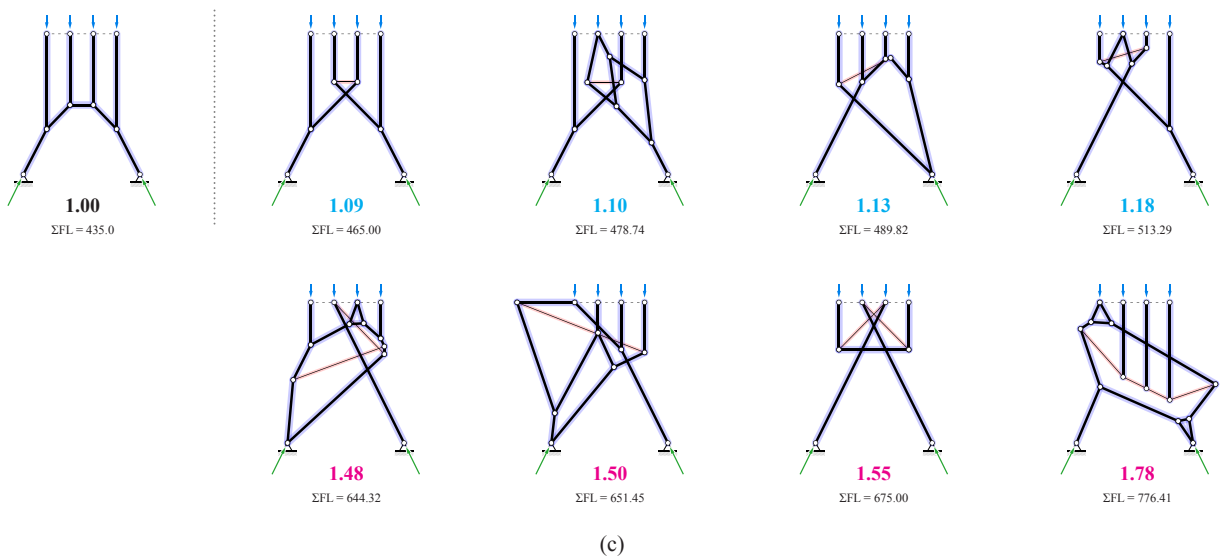 1.00
ΣFL = 435.0
1.09
ΣFL = 465.00
1.10
ΣFL = 478.74
1.13
ΣFL = 489.82
1.18
ΣFL = 513.29
1.48
ΣFL = 644.32
1.50
ΣFL = 651.45
1.55
ΣFL = 675.00
1.78
ΣFL = 776.41
(c)